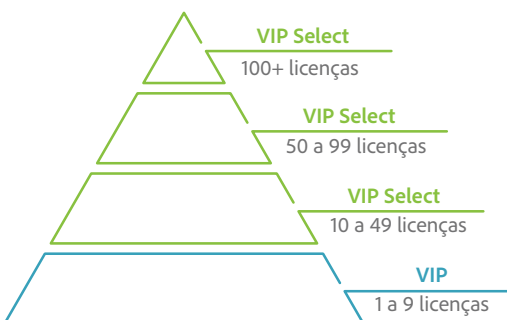 VIP Select
100+ licenças
VIP Select
50 a 99 licenças
VIP Select
10 a 49 licenças
VIP
1 a 9 licenças